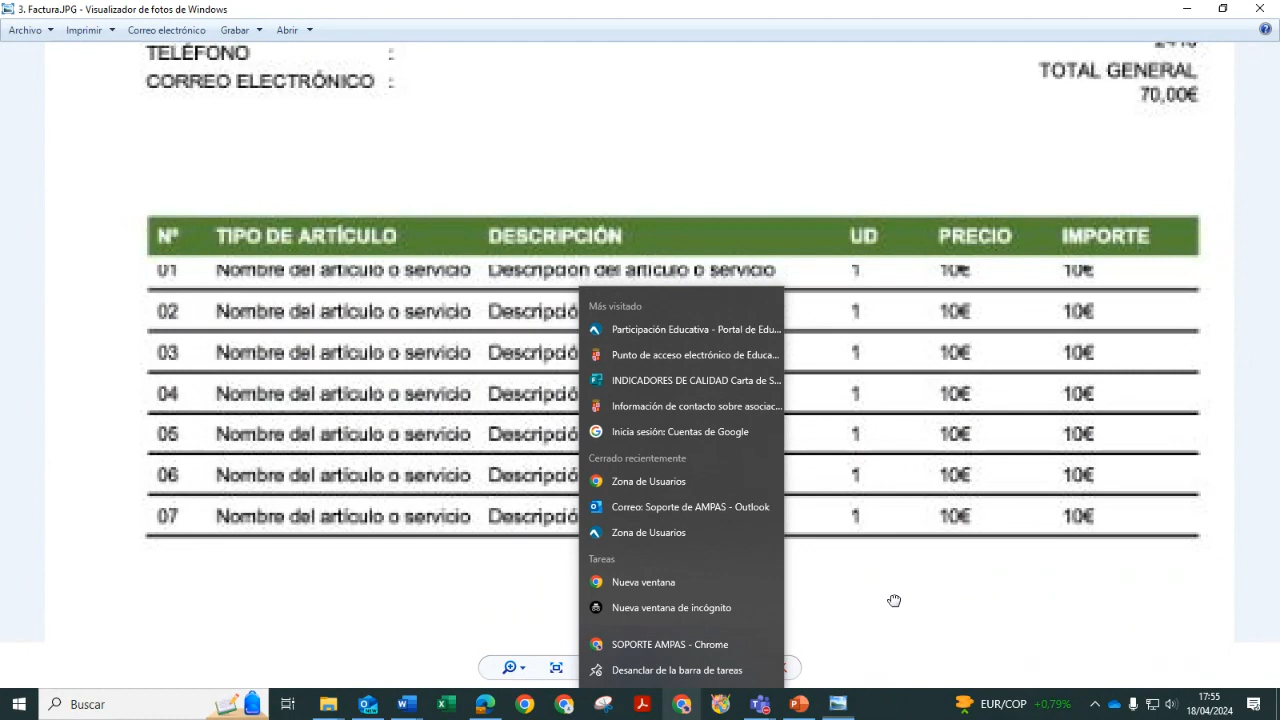 3. Factura.JPG - Visualizador de fotos de Windows
Archivo Imprimir Correo electrónico Grabar Abrir
TELÉFONO :
CORREO ELECTRÓNICO :
TOTAL GENERAL
70,00€
Nº TIPO DE ARTÍCULO DESCRIPCIÓN UD PRECIO IMPORTE
01 Nombre del artículo o servicio Descripción del artículo o servicio 1 10€ 10€
02 Nombre del artículo o servicio Descripció 1 10€ 10€
03 Nombre del artículo o servicio Descripció 1 10€ 10€
04 Nombre del artículo o servicio Descripció 1 10€ 10€
05 Nombre del artículo o servicio Descripció 1 10€ 10€
06 Nombre del artículo o servicio Descripció 1 10€ 10€
07 Nombre del artículo o servicio Descripció 1 10€ 10€
Más visitado
Participación Educativa - Portal de Edu...
Punto de acceso electrónico de Educa...
INDICADORES DE CALIDAD Carta de S...
Información de contacto sobre asociac...
Inicia sesión: Cuentas de Google
Cerrado recientemente
Zona de Usuarios
Correo: Soporte de AMPAS - Outlook
Zona de Usuarios
Tareas
Nueva ventana
Nueva ventana de incógnito
SOPORTE AMPAS - Chrome
Desanclar de la barra de tareas
Buscar
EUR/COP +0,79%
17:55
18/04/2024